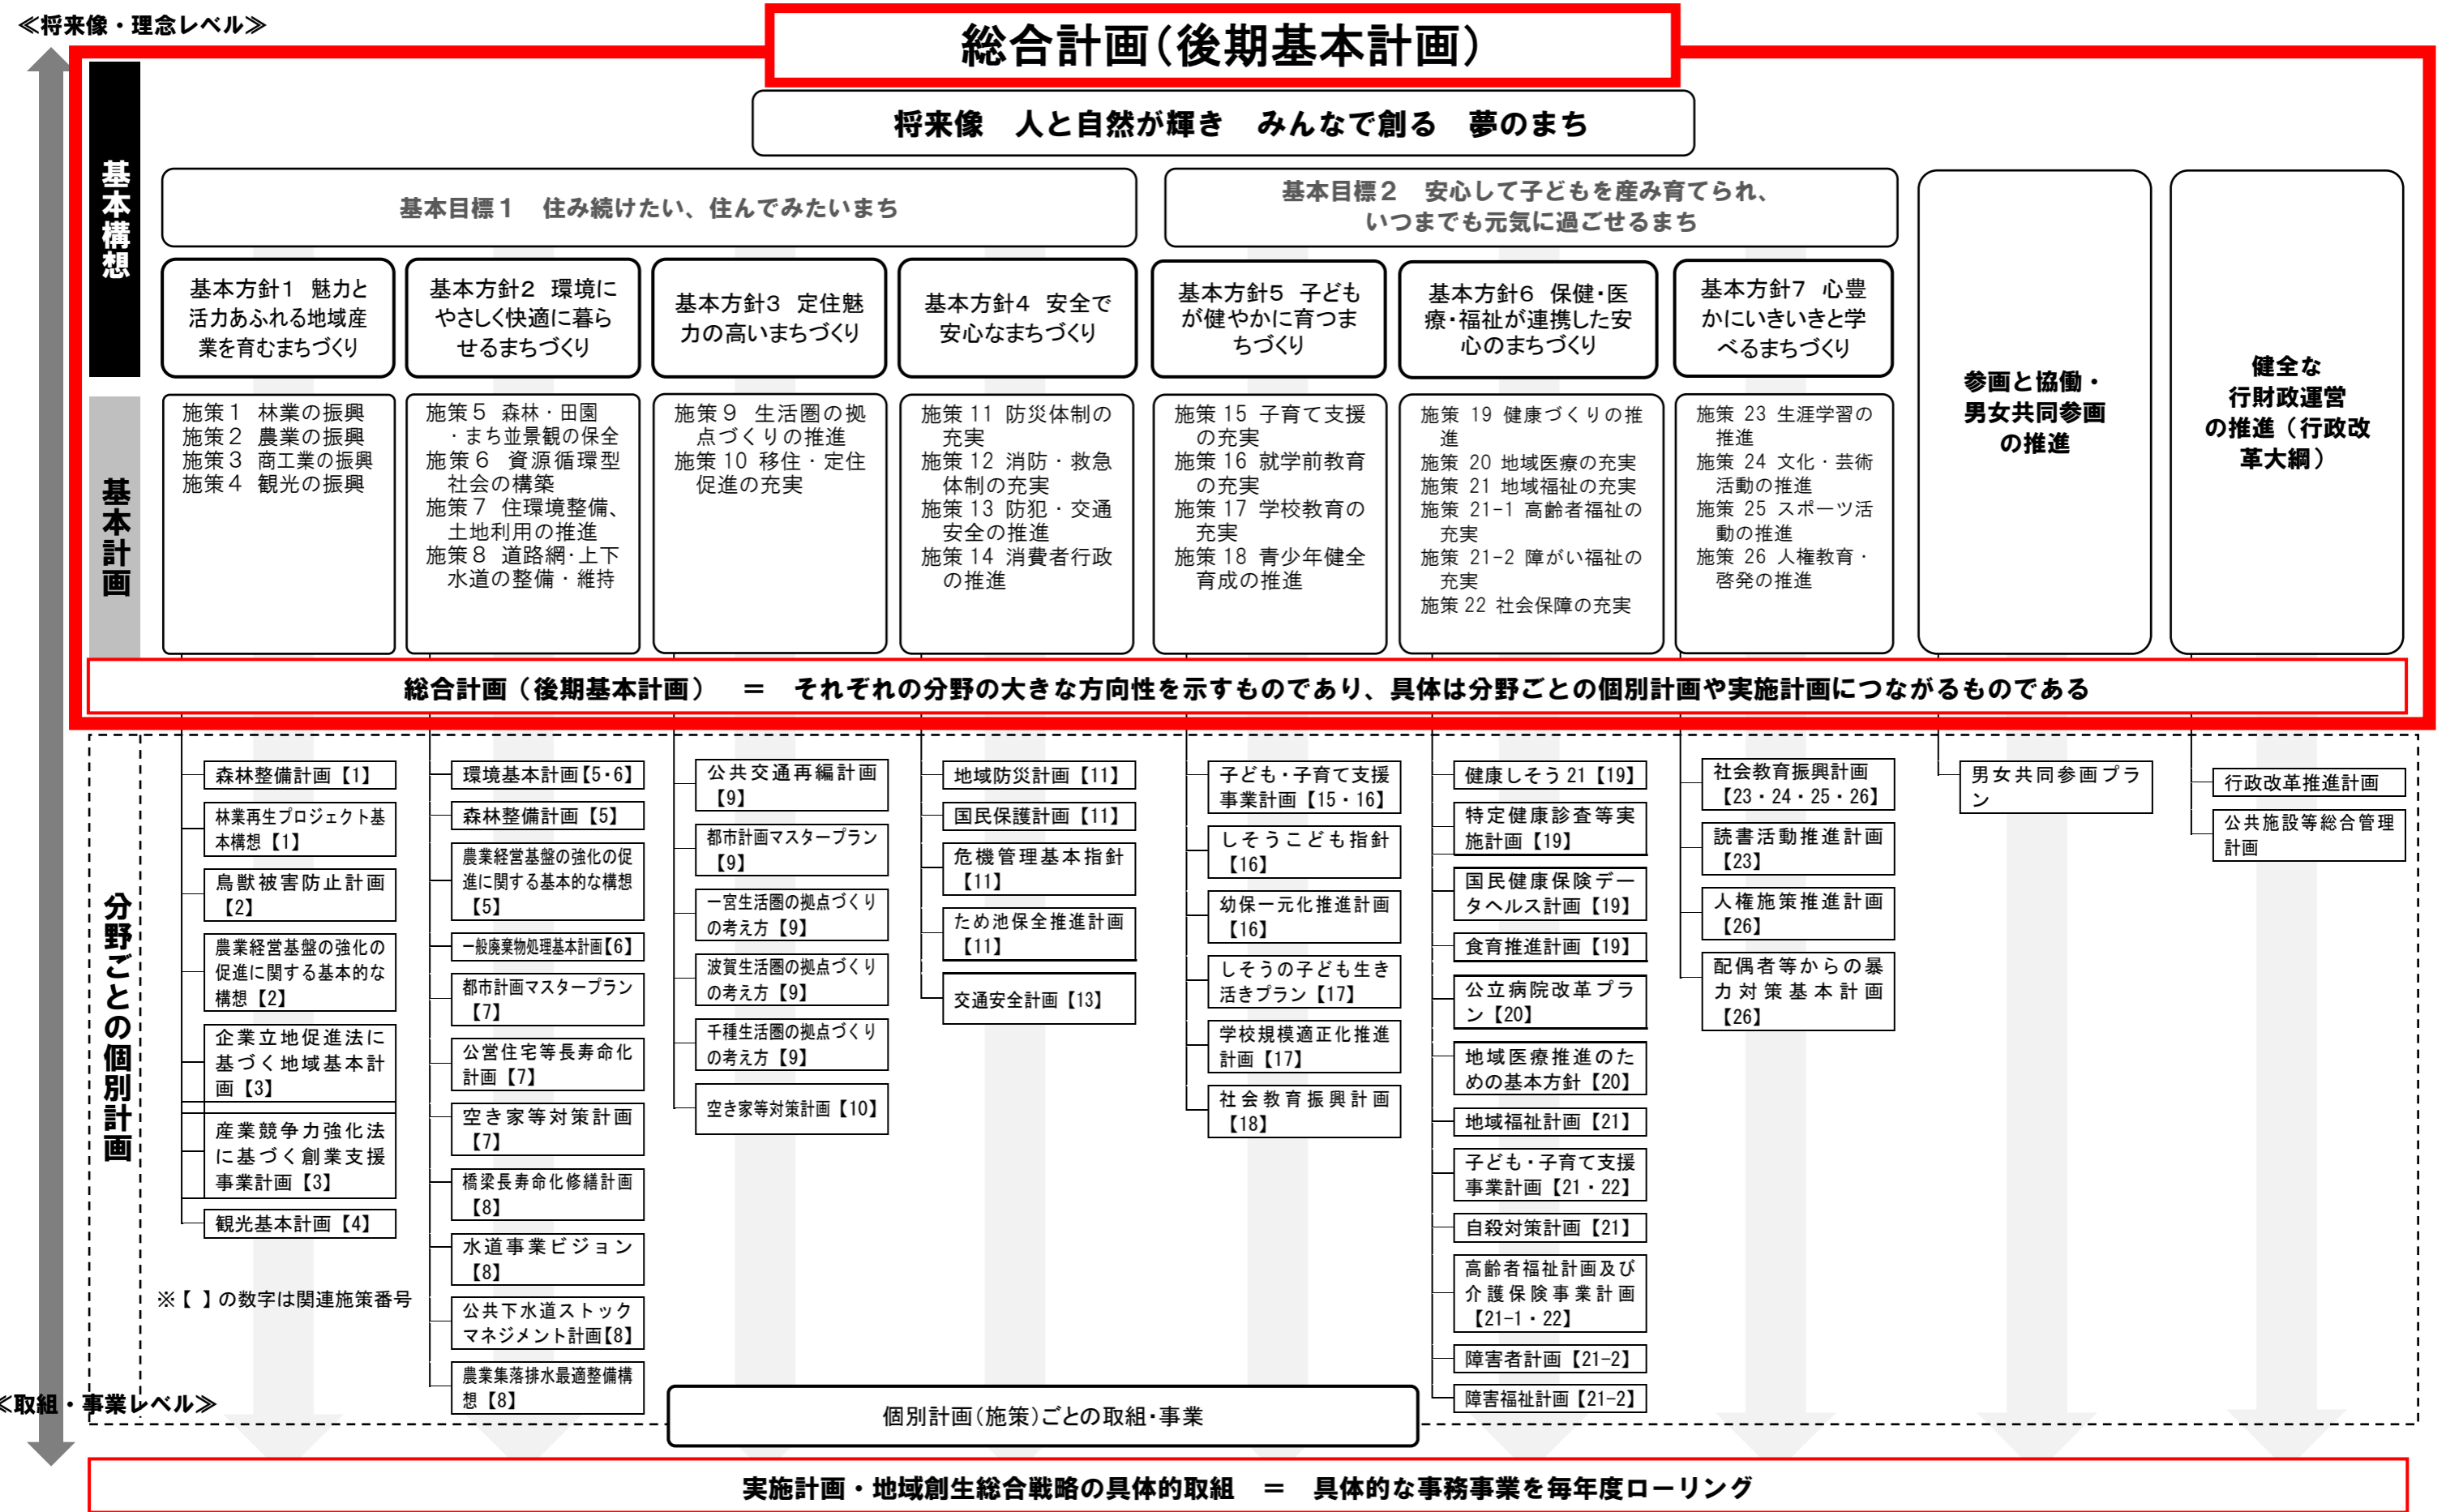 ≪将来像・理念レベル≫
総合計画(後期基本計画)
将来像　人と自然が輝き　みんなで創る　夢のまち
基本構想
基本目標１　住み続けたい、住んでみたいまち
基本目標２　安心して子どもを産み育てられ、
いつまでも元気に過ごせるまち
基本方針1　魅力と
活力あふれる地域産
業を育むまちづくり
基本方針2　環境に
やさしく快適に暮ら
せるまちづくり
基本方針3　定住魅
力の高いまちづくり
基本方針4　安全で
安心なまちづくり
基本方針5　子ども
が健やかに育つま
ちづくり
基本方針6　保健・医
療・福祉が連携した安
心のまちづくり
基本方針7　心豊
かにいきいきと学
べるまちづくり
参画と協働・
男女共同参画
の推進
健全な
行財政運営
の推進（行政改
革大綱）
基本計画
施策１ 林業の振興
施策２ 農業の振興
施策３ 商工業の振興
施策４ 観光の振興
施策５ 森林・田園
・まち並景観の保全
施策６ 資源循環型
社会の構築
施策７ 住環境整備、
土地利用の推進
施策８ 道路網・上下
水道の整備・維持
施策９ 生活圏の拠
点づくりの推進
施策 10 移住・定住
促進の充実
施策 11 防災体制の
充実
施策 12 消防・救急
体制の充実
施策 13 防犯・交通
安全の推進
施策 14 消費者行政
の推進
施策 15 子育て支援
の充実
施策 16 就学前教育
の充実
施策 17 学校教育の
充実
施策 18 青少年健全
育成の推進
施策 19 健康づくりの推
進
施策 20 地域医療の充実
施策 21 地域福祉の充実
施策 21-1 高齢者福祉の
充実
施策 21-2 障がい福祉の
充実
施策 22 社会保障の充実
施策 23 生涯学習の
推進
施策 24 文化・芸術
活動の推進
施策 25 スポーツ活
動の推進
施策 26 人権教育・
啓発の推進
総合計画（後期基本計画）　＝　それぞれの分野の大きな方向性を示すものであり、具体は分野ごとの個別計画や実施計画につながるものである
分野ごとの個別計画
森林整備計画【1】
林業再生プロジェクト基
本構想【1】
鳥獣被害防止計画
【2】
農業経営基盤の強化の
促進に関する基本的な
構想【2】
企業立地促進法に
基づく地域基本計
画【3】
産業競争力強化法
に基づく創業支援
事業計画【3】
観光基本計画【4】
※【 】の数字は関連施策番号
環境基本計画【5・6】
森林整備計画【5】
農業経営基盤の強化の促
進に関する基本的な構想
【5】
一般廃棄物処理基本計画【6】
都市計画マスタープラン
【7】
公営住宅等長寿命化
計画【7】
空き家等対策計画
【7】
橋梁長寿命化修繕計画
【8】
水道事業ビジョン
【8】
公共下水道ストック
マネジメント計画【8】
農業集落排水最適整備構
想【8】
公共交通再編計画
【9】
都市計画マスタープラン
【9】
一宮生活圏の拠点づくり
の考え方【9】
波賀生活圏の拠点づくり
の考え方【9】
千種生活圏の拠点づくり
の考え方【9】
空き家等対策計画【10】
地域防災計画【11】
国民保護計画【11】
危機管理基本指針
【11】
ため池保全推進計画
【11】
交通安全計画【13】
子ども・子育て支援
事業計画【15・16】
しそうこども指針
【16】
幼保一元化推進計画
【16】
しそうの子ども生き
活きプラン【17】
学校規模適正化推進
計画【17】
社会教育振興計画
【18】
健康しそう 21【19】
特定健康診査等実
施計画【19】
国民健康保険デー
タヘルス計画【19】
食育推進計画【19】
公立病院改革プラ
ン【20】
地域医療推進のた
めの基本方針【20】
地域福祉計画【21】
子ども・子育て支援
事業計画【21・22】
自殺対策計画【21】
高齢者福祉計画及び
介護保険事業計画
【21-1・22】
障害者計画【21-2】
障害福祉計画【21-2】
社会教育振興計画
【23・24・25・26】
読書活動推進計画
【23】
人権施策推進計画
【26】
配偶者等からの暴
力対策基本計画
【26】
男女共同参画プラ
ン
行政改革推進計画
公共施設等総合管理
計画
≪取組・事業レベル≫
個別計画(施策)ごとの取組・事業
実施計画・地域創生総合戦略の具体的取組　＝　具体的な事務事業を毎年度ローリング